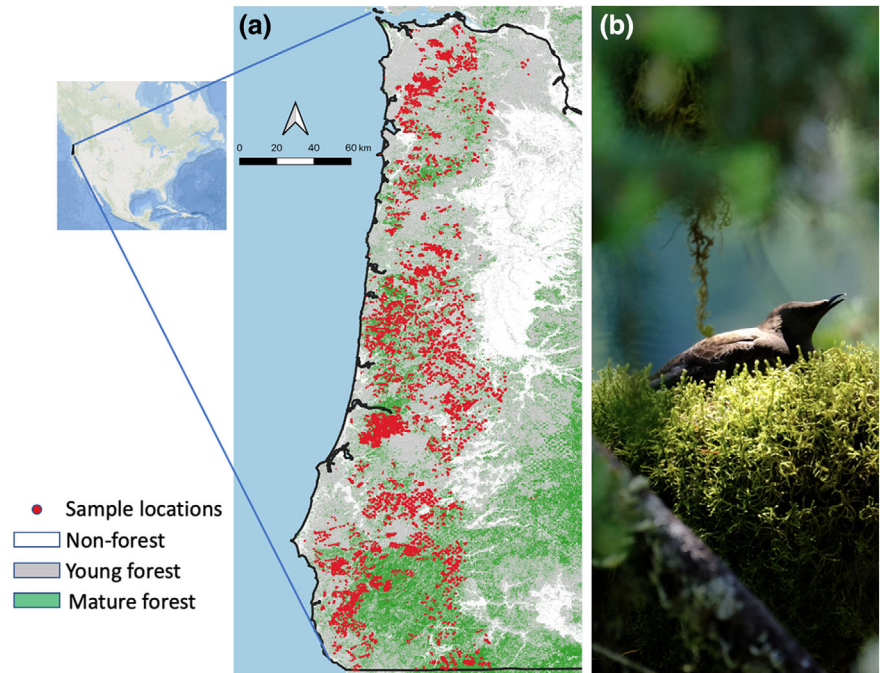 (a)
(b)
0 20 40 60 km
Sample locations
Non-forest
Young forest
Mature forest